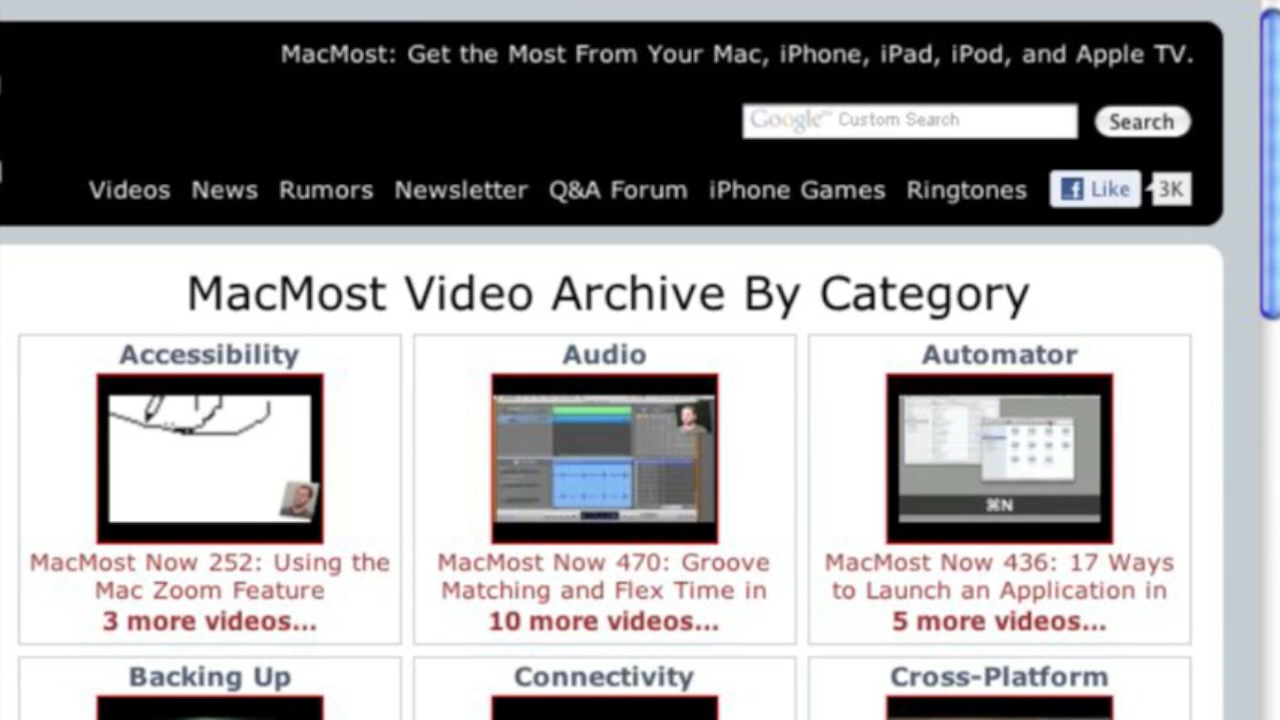 MacMost: Get the Most From Your Mac, iPhone, iPad, iPod, and Apple TV.
Google™ Custom Search
Search
Videos News Rumors Newsletter Q&A Forum iPhone Games Ringtones
Like
3K
MacMost Video Archive By Category
Accessibility
MacMost Now 252: Using the
Mac Zoom Feature
3 more videos...
Audio
MacMost Now 470: Groove
Matching and Flex Time in
10 more videos...
Automator
⌘N
MacMost Now 436: 17 Ways
to Launch an Application in
5 more videos...
Backing Up
Connectivity
Cross-Platform